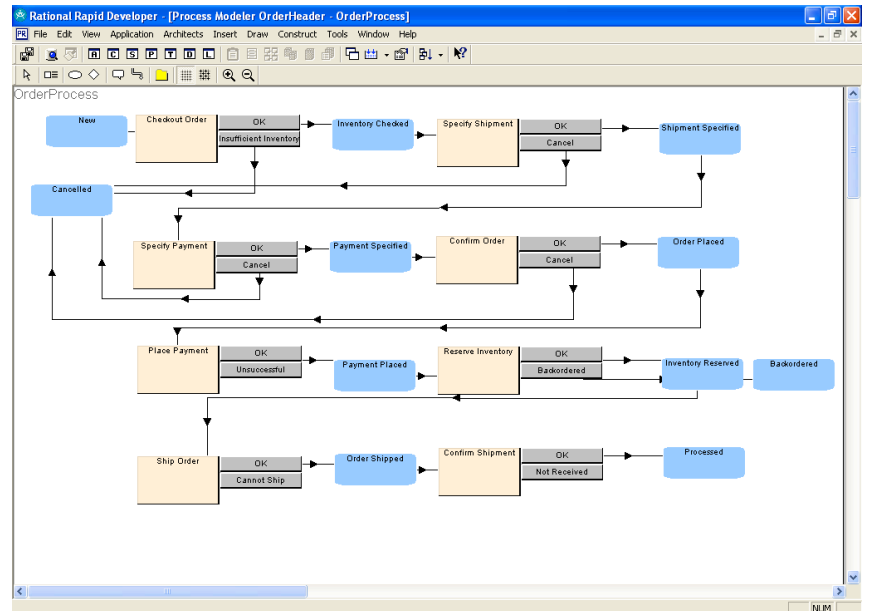 Rational Rapid Developer - [Process Modeler OrderHeader - OrderProcess]
PR File Edit View Application Architects Insert Draw Construct Tools Window Help
A C S P T D L
OrderProcess
New
Checkout Order
OK
Insufficient Inventory
Inventory Checked
Specify Shipment
OK
Cancel
Shipment Specified
Cancelled
Specify Payment
OK
Cancel
Payment Specified
Confirm Order
OK
Cancel
Order Placed
Place Payment
OK
Unsuccessful
Payment Placed
Reserve Inventory
OK
Backordered
Inventory Reserved
Backordered
Ship Order
OK
Cannot Ship
Order Shipped
Confirm Shipment
OK
Not Received
Processed
NUM